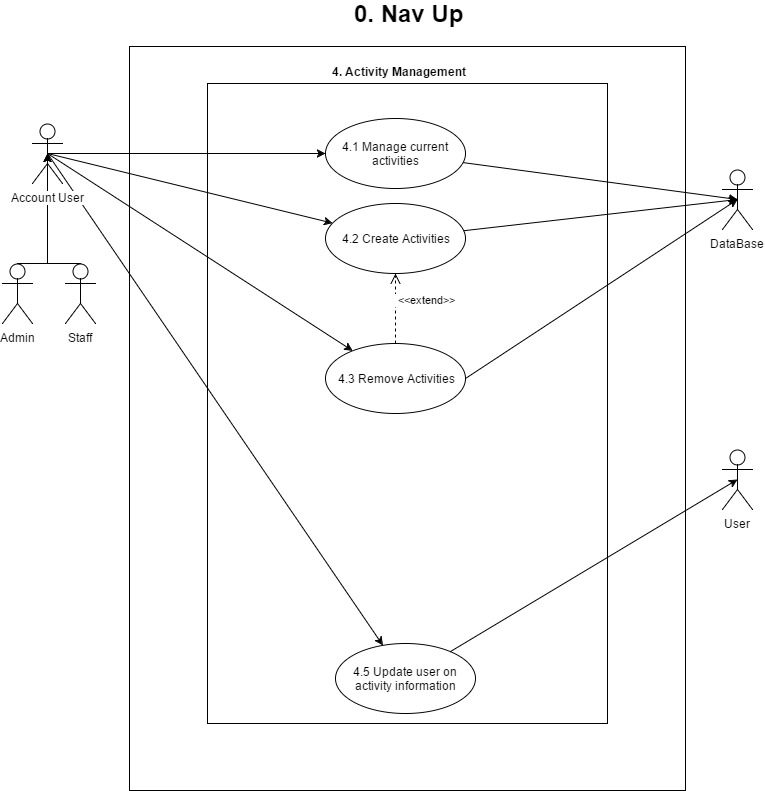 0. Nav Up
4. Activity Management
4.1 Manage current
activities
Account User
4.2 Create Activities
DataBase
<<extend>>
Admin
Staff
4.3 Remove Activities
User
4.5 Update user on
activity information